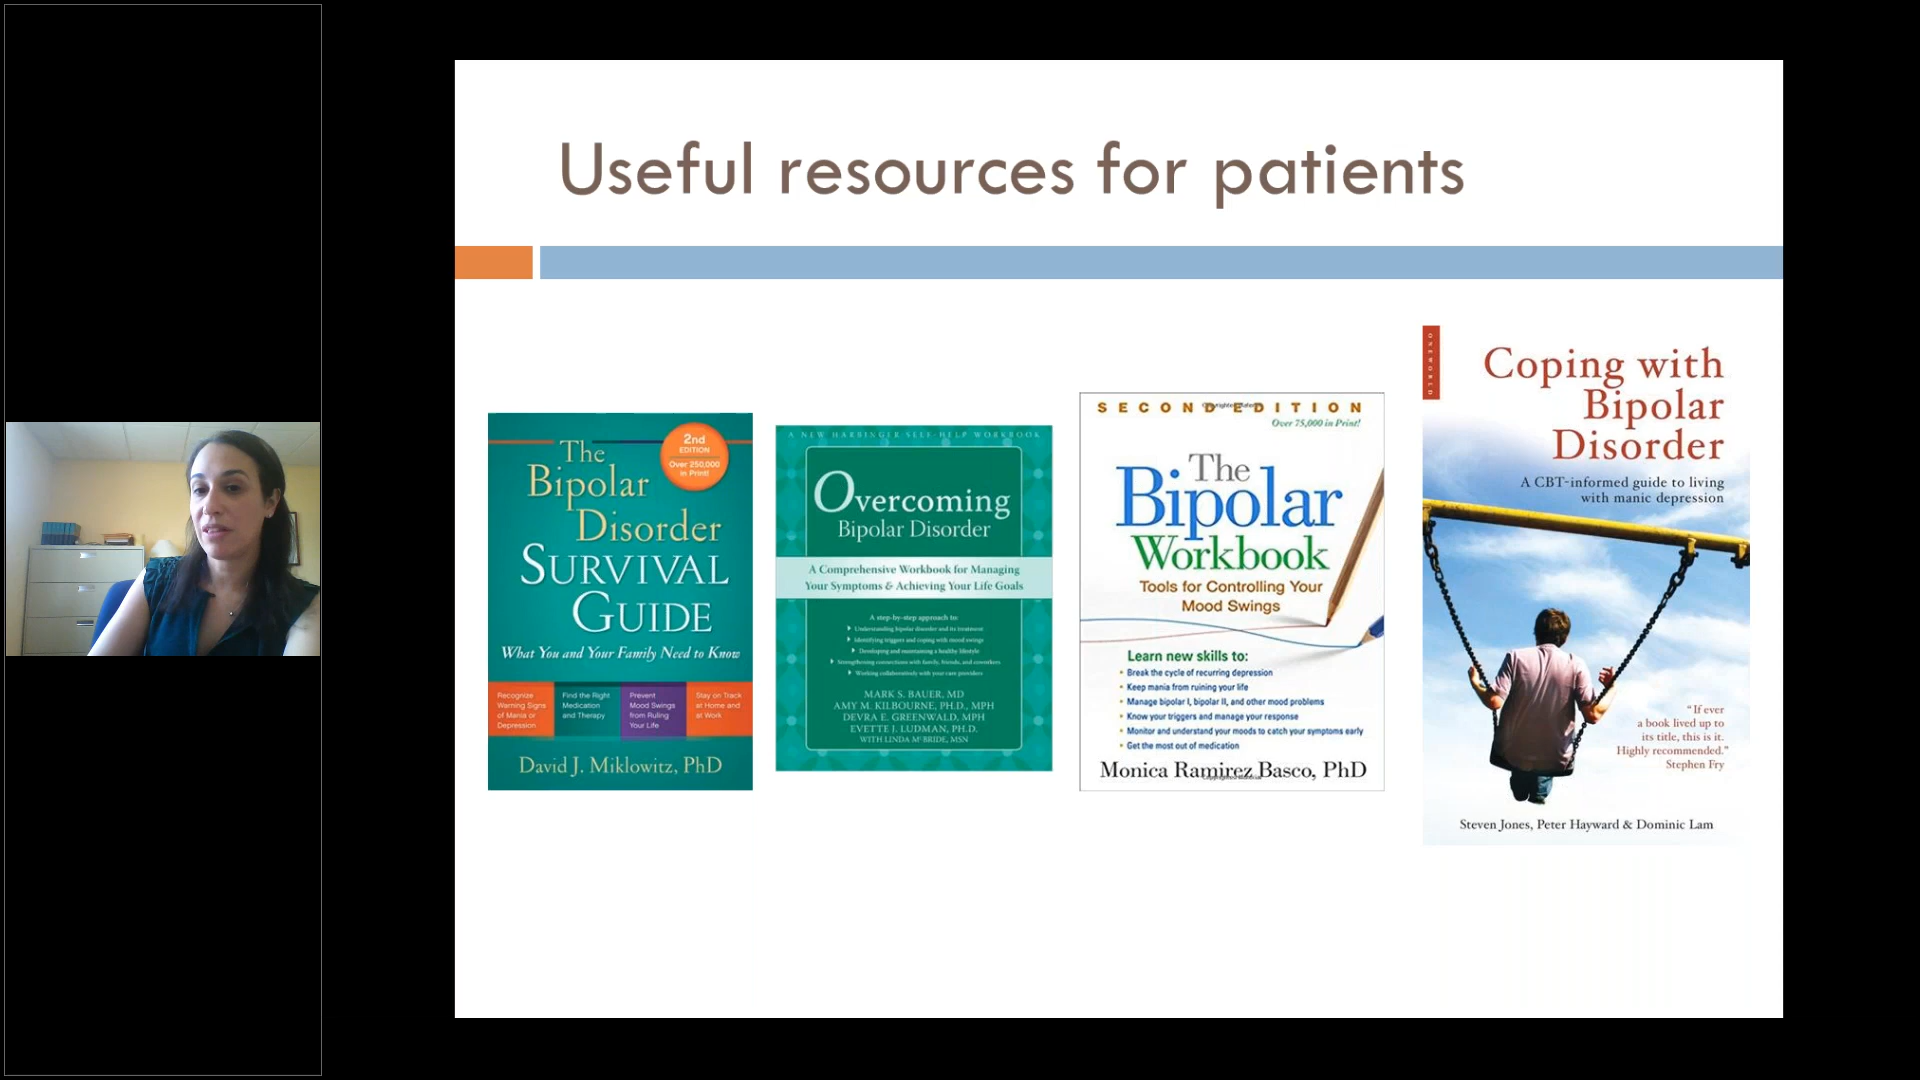 Useful resources for patients
The
Bipolar
Disorder
SURVIVAL
GUIDE
2nd
EDITION
Over 250,000
in Print!
What You and Your Family Need to Know
Recognize
Warning Signs
of Mania or
Depression
Find the Right
Medication
and Therapy
Prevent
Mood Swings
from Ruling
Your Life
Stay on Track
at Home and
at Work
David J. Miklowitz, PhD
A NEW HARBINGER SELF-HELP WORKBOOK
Overcoming
Bipolar Disorder
A Comprehensive Workbook for Managing
Your Symptoms & Achieving Your Life Goals
A step-by-step approach to:
Understanding bipolar disorder and its treatment
Identifying triggers and coping with mood swings
Developing and maintaining a healthy lifestyle
Strengthening connections with family, friends, and coworkers
Working collaboratively with your care providers
MARK S. BAUER, MD
AMY M. KILBOURNE, PH.D., MPH
DEVRA E. GREENWALD, MPH
EVETTE J. LUDMAN, PH.D.
WITH LINDA MCBRIDE, MSN
SECOND EDITION
Over 75,000 in Print!
The
Bipolar
Workbook
Tools for Controlling Your
Mood Swings
Learn new skills to:
• Break the cycle of recurring depression
• Keep mania from ruining your life
• Manage bipolar I, bipolar II, and other mood problems
• Know your triggers and manage your response
• Monitor and understand your moods to catch your symptoms early
• Get the most out of medication
Monica Ramirez Basco, PhD
ONEWORLD
Coping with
Bipolar
Disorder
A CBT-informed guide to living
with manic depression
"If ever
a book lived up to
its title, this is it.
Highly recommended."
Stephen Fry
Steven Jones, Peter Hayward & Dominic Lam